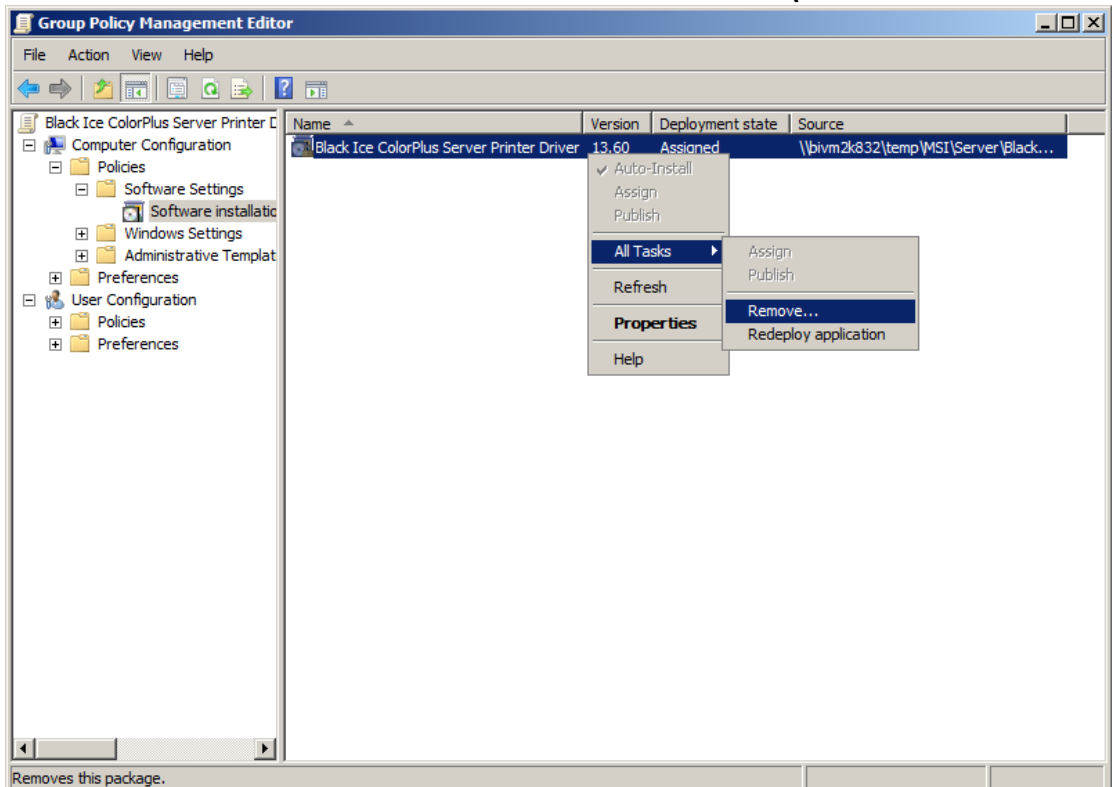 Group Policy Management Editor
File Action View Help
Black Ice ColorPlus Server Printer D
Computer Configuration
Policies
Software Settings
Software installatio
Windows Settings
Administrative Templat
Preferences
User Configuration
Policies
Preferences
Name Version Deployment state Source
Black Ice ColorPlus Server Printer Driver 13.60 Assigned \\bivm2k832\temp\MSI\Server\Black...
Auto-Install
Assign
Publish
All Tasks
Refresh
Properties
Help
Assign
Publish
Remove...
Redeploy application
Removes this package.